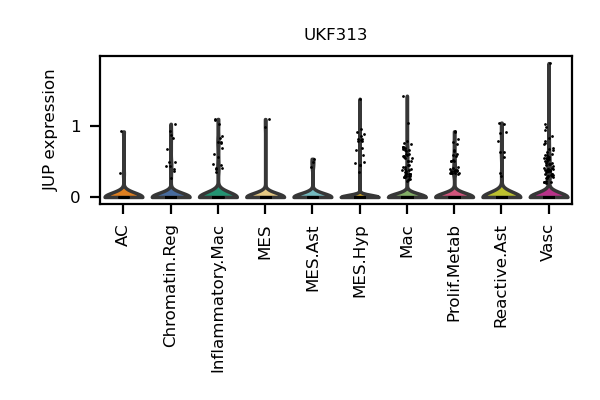 UKF313
JUP expression
1
0
AC
Chromatin.Reg
Inflammatory.Mac
MES
MES.Ast
MES.Hyp
Mac
Prolif.Metab
Reactive.Ast
Vasc